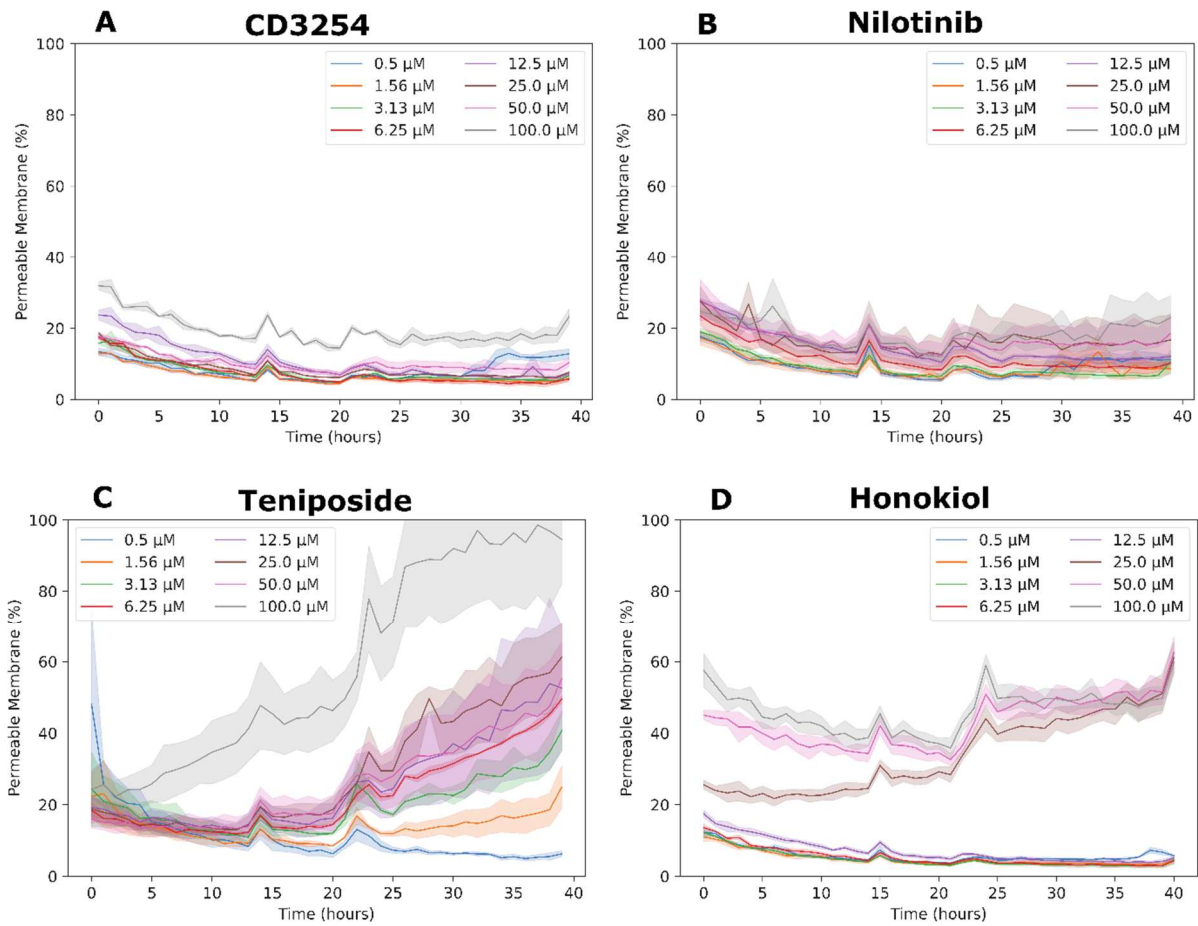 A CD3254
100
80
60
40
20
0
Permeable Membrane (%)
0.5 µM 12.5 µM
1.56 µM 25.0 µM
3.13 µM 50.0 µM
6.25 µM 100.0 µM
0 5 10 15 20 25 30 35 40
Time (hours)
B Nilotinib
100
80
60
40
20
0
Permeable Membrane (%)
0.5 µM 12.5 µM
1.56 µM 25.0 µM
3.13 µM 50.0 µM
6.25 µM 100.0 µM
0 5 10 15 20 25 30 35 40
Time (hours)
C Teniposide
100
80
60
40
20
0
Permeable Membrane (%)
0.5 µM 12.5 µM
1.56 µM 25.0 µM
3.13 µM 50.0 µM
6.25 µM 100.0 µM
0 5 10 15 20 25 30 35 40
Time (hours)
D Honokiol
100
80
60
40
20
0
Permeable Membrane (%)
0.5 µM 12.5 µM
1.56 µM 25.0 µM
3.13 µM 50.0 µM
6.25 µM 100.0 µM
0 5 10 15 20 25 30 35 40
Time (hours)